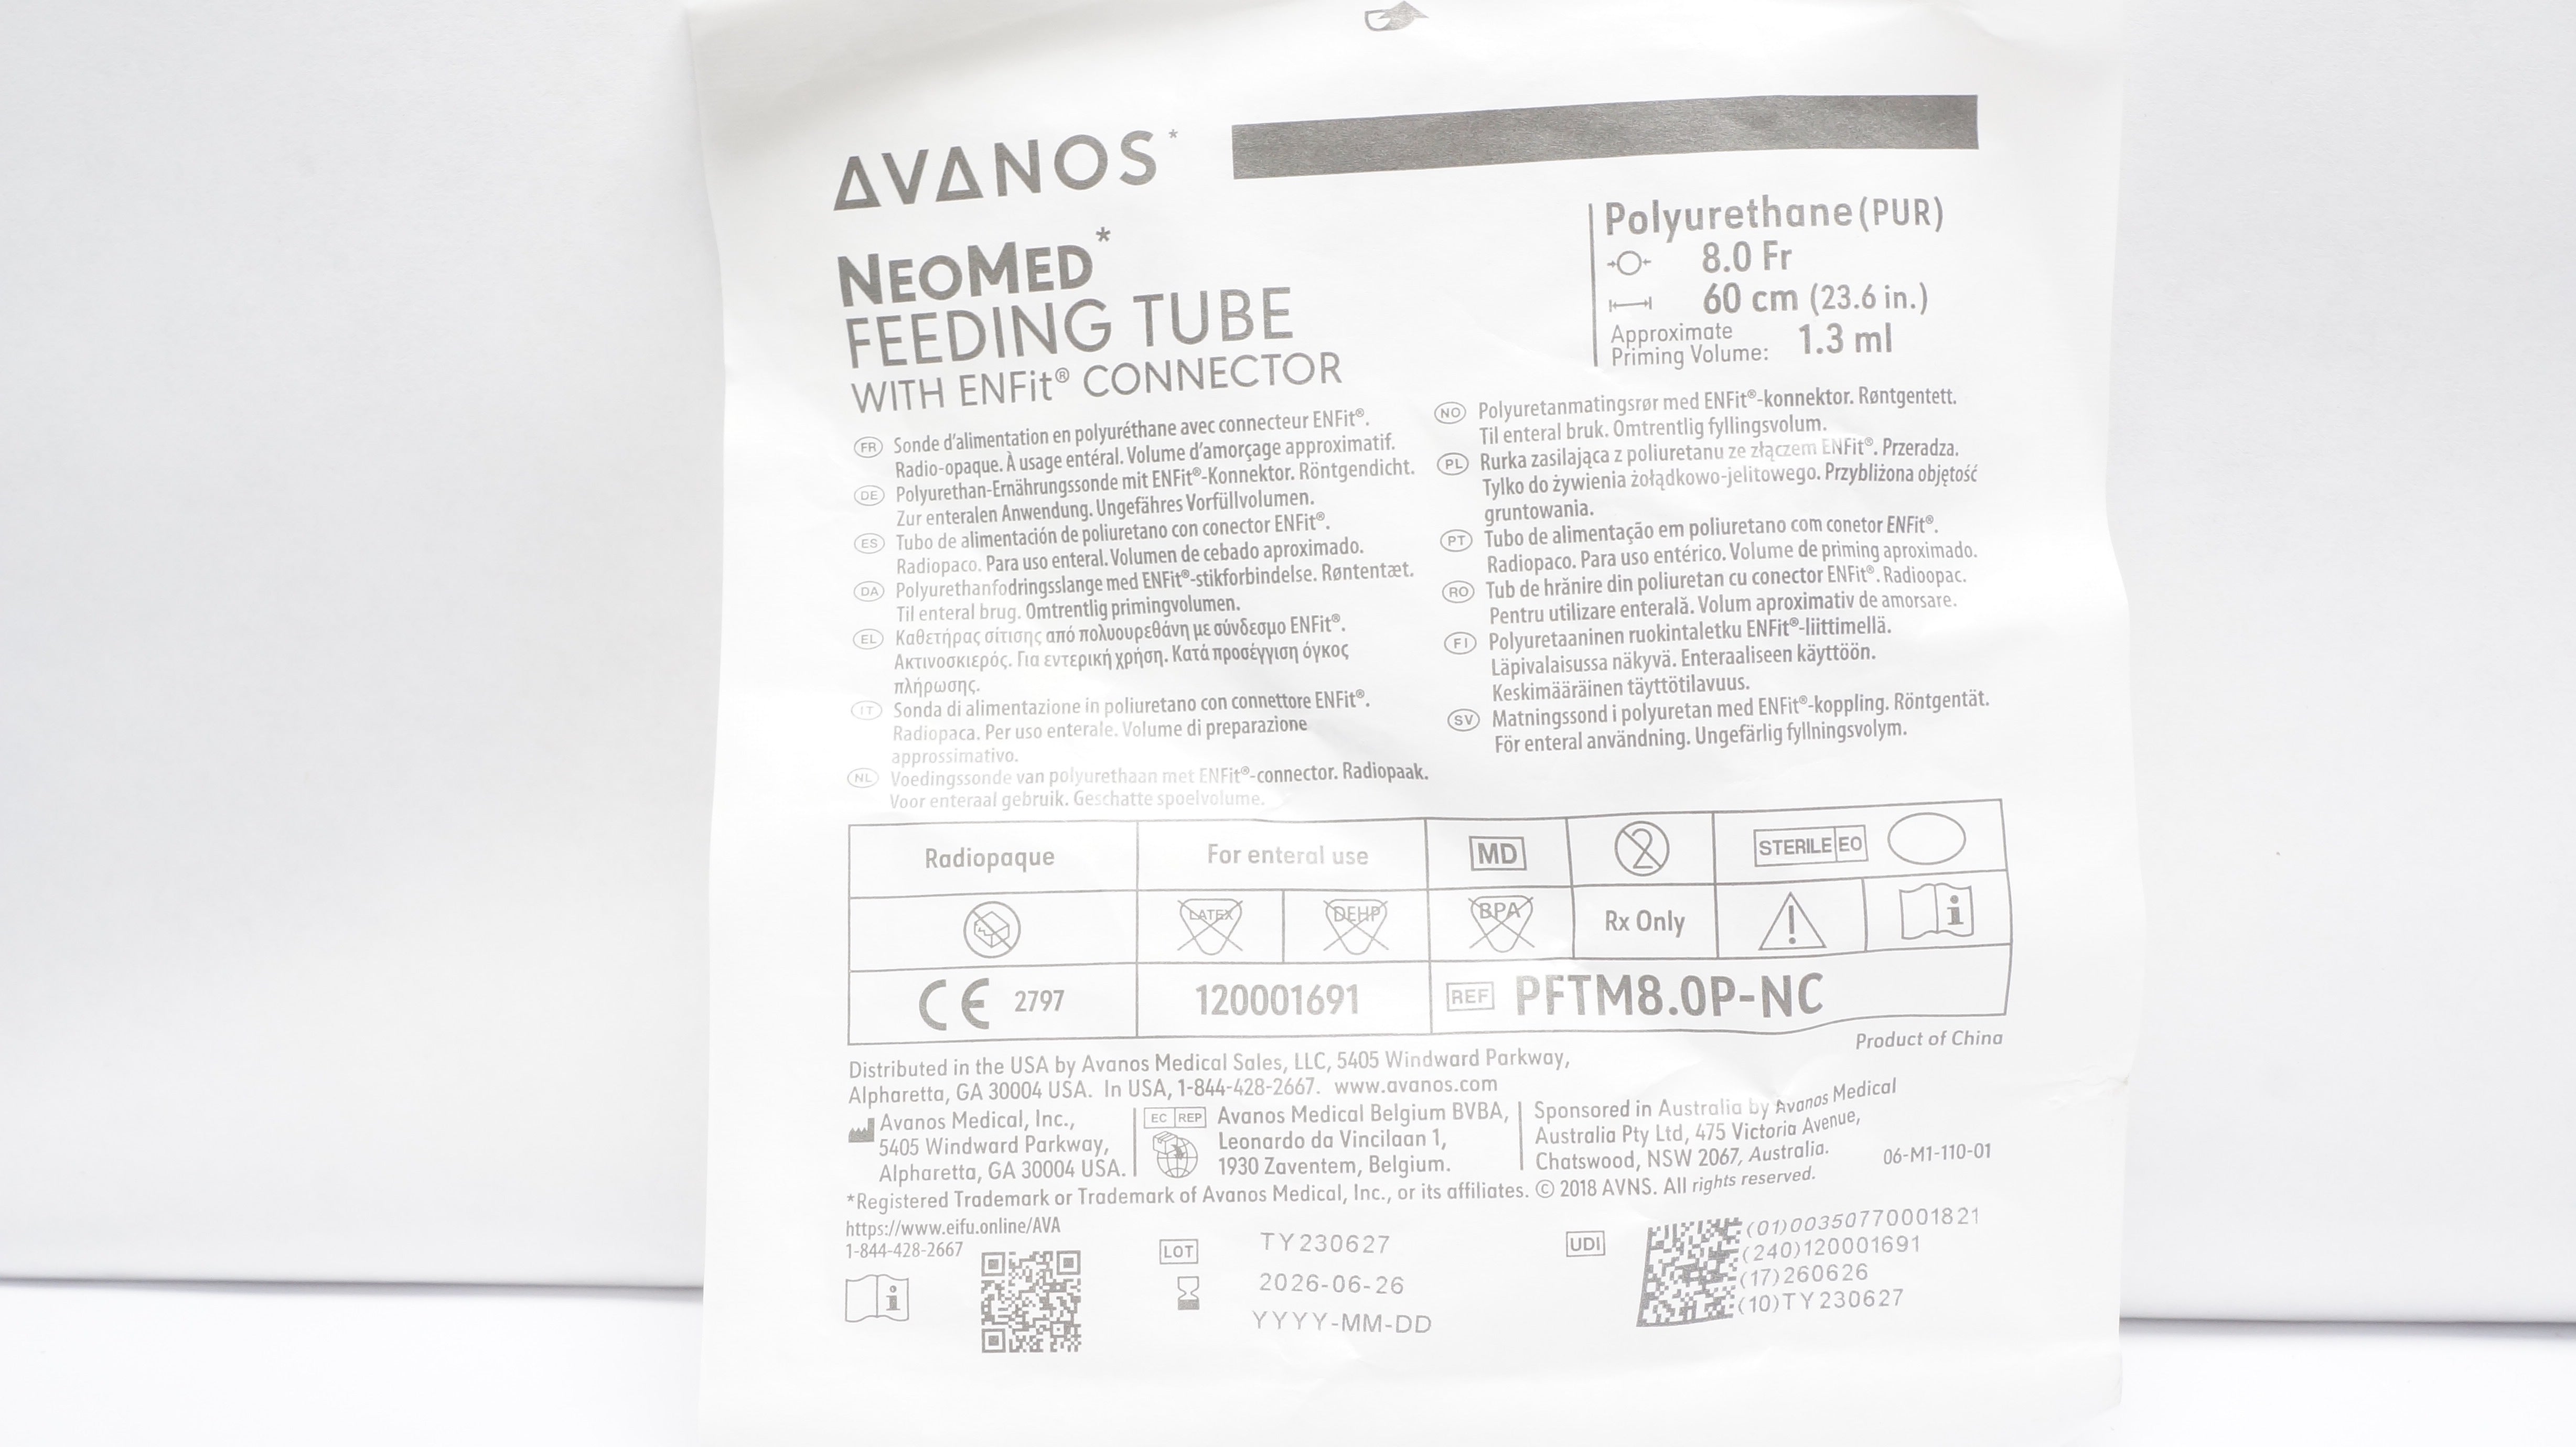 AVANOS*
NEOMED*
FEEDING TUBE
WITH ENFit® CONNECTOR
Polyurethane (PUR)
8.0 Fr
60 cm (23.6 in.)
Approximate
Priming Volume: 1.3 ml
FR Sonde d'alimentation en polyuréthane avec connecteur ENFit®.
Radio-opaque. À usage entéral. Volume d'amorçage approximatif.
DE Polyurethan-Ernährungssonde mit ENFit®-Konnektor. Röntgendicht.
Zur enteralen Anwendung. Ungefähres Vorfüllvolumen.
ES Tubo de alimentación de poliuretano con conector ENFit®.
Radiopaco. Para uso enteral. Volumen de cebado aproximado.
DA Polyurethanfodringsslange med ENFit®-stikforbindelse. Røntentæt.
Til enteral brug. Omtrentlig primingvolumen.
EL Καθετήρας σίτισης από πολυουρεθάνη με σύνδεσμο ENFit®.
Ακτινοσκιερός. Για εντερική χρήση. Κατά προσέγγιση όγκος
πλήρωσης.
IT Sonda di alimentazione in poliuretano con connettore ENFit®.
Radiopaca. Per uso enterale. Volume di preparazione
approssimativo.
NL Voedingssonde van polyurethaan met ENFit®-connector. Radiopaak.
Voor enteraal gebruik. Geschatte spoelvolume.
NO Polyuretanmatingsrør med ENFit®-konnektor. Røntgentett.
Til enteral bruk. Omtrentlig fyllingsvolum.
PL Rurka zasilająca z poliuretanu ze złączem ENFit®. Przeradza.
Tylko do żywienia żołądkowo-jelitowego. Przybliżona objętość
gruntowania.
PT Tubo de alimentação em poliuretano com conetor ENFit®.
Radiopaco. Para uso entérico. Volume de priming aproximado.
RO Tub de hrănire din poliuretan cu conector ENFit®. Radioopac.
Pentru utilizare enterală. Volum aproximativ de amorsare.
FI Polyuretaaninen ruokintaletku ENFit®-liittimellä.
Läpivalaisussa näkyvä. Enteraaliseen käyttöön.
Keskimääräinen täyttötilavuus.
SV Matningssond i polyuretan med ENFit®-koppling. Röntgentät.
För enteral användning. Ungefärlig fyllningsvolym.
Radiopaque For enteral use MD 2 STERILE EO
LATEX DEHP BPA Rx Only
CE 2797 120001691 REF PFTM8.0P-NC
Product of China
Distributed in the USA by Avanos Medical Sales, LLC, 5405 Windward Parkway,
Alpharetta, GA 30004 USA. In USA, 1-844-428-2667. www.avanos.com
Avanos Medical, Inc.,
5405 Windward Parkway,
Alpharetta, GA 30004 USA.
EC REP Avanos Medical Belgium BVBA,
Leonardo da Vincilaan 1,
1930 Zaventem, Belgium.
Sponsored in Australia by Avanos Medical
Australia Pty Ltd, 475 Victoria Avenue,
Chatswood, NSW 2067, Australia.
06-M1-110-01
*Registered Trademark or Trademark of Avanos Medical, Inc., or its affiliates. © 2018 AVNS. All rights reserved.
https://www.eifu.online/AVA
1-844-428-2667
LOT TY230627
2026-06-26
YYYY-MM-DD
UDI
(01)00350770001821
(240)120001691
(17)260626
(10)TY230627